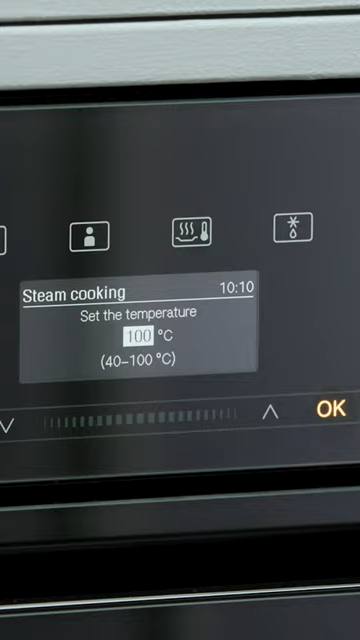 Steam cooking 10:10
Set the temperature
100 °C
(40–100 °C)
OK